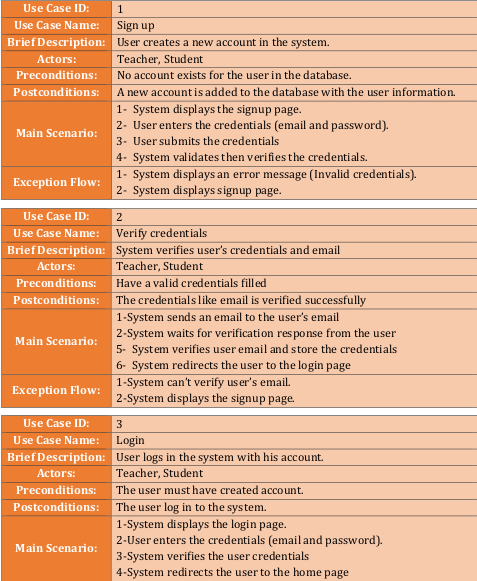 Use Case ID: 1
Use Case Name: Sign up
Brief Description: User creates a new account in the system.
Actors: Teacher, Student
Preconditions: No account exists for the user in the database.
Postconditions: A new account is added to the database with the user information.
Main Scenario:
1- System displays the signup page.
2- User enters the credentials (email and password).
3- User submits the credentials
4- System validates then verifies the credentials.
Exception Flow:
1- System displays an error message (Invalid credentials).
2- System displays signup page.
Use Case ID: 2
Use Case Name: Verify credentials
Brief Description: System verifies user's credentials and email
Actors: Teacher, Student
Preconditions: Have a valid credentials filled
Postconditions: The credentials like email is verified successfully
Main Scenario:
1-System sends an email to the user's email
2-System waits for verification response from the user
5- System verifies user email and store the credentials
6- System redirects the user to the login page
Exception Flow:
1-System can't verify user's email.
2-System displays the signup page.
Use Case ID: 3
Use Case Name: Login
Brief Description: User logs in the system with his account.
Actors: Teacher, Student
Preconditions: The user must have created account.
Postconditions: The user log in to the system.
Main Scenario:
1-System displays the login page.
2-User enters the credentials (email and password).
3-System verifies the user credentials
4-System redirects the user to the home page